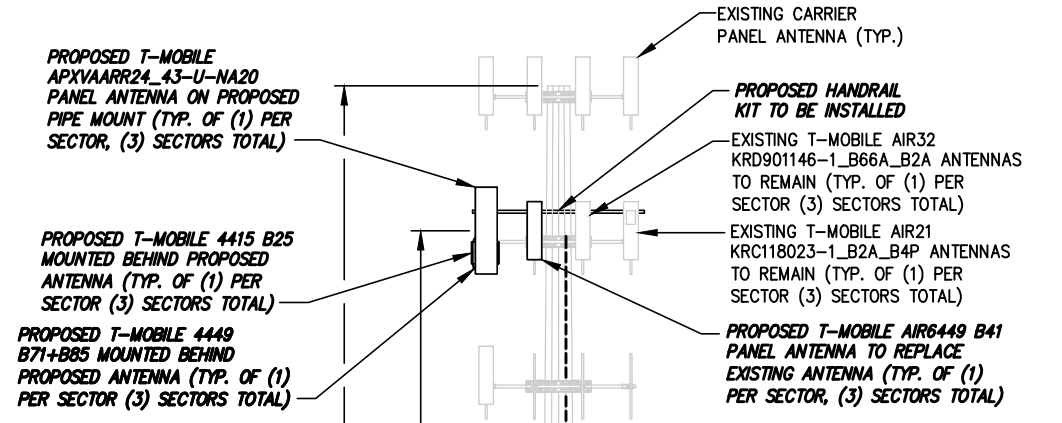 PROPOSED T-MOBILE
APXVAARR24_43-U-NA20
PANEL ANTENNA ON PROPOSED
PIPE MOUNT (TYP. OF (1) PER
SECTOR, (3) SECTORS TOTAL)
PROPOSED T-MOBILE 4415 B25
MOUNTED BEHIND PROPOSED
ANTENNA (TYP. OF (1) PER
SECTOR (3) SECTORS TOTAL)
PROPOSED T-MOBILE 4449
B71+B85 MOUNTED BEHIND
PROPOSED ANTENNA (TYP. OF (1)
PER SECTOR (3) SECTORS TOTAL)
EXISTING CARRIER
PANEL ANTENNA (TYP.)
PROPOSED HANDRAIL
KIT TO BE INSTALLED
EXISTING T-MOBILE AIR32
KRD901146-1_B66A_B2A ANTENNAS
TO REMAIN (TYP. OF (1) PER
SECTOR (3) SECTORS TOTAL)
EXISTING T-MOBILE AIR21
KRC118023-1_B2A_B4P ANTENNAS
TO REMAIN (TYP. OF (1) PER
SECTOR (3) SECTORS TOTAL)
PROPOSED T-MOBILE AIR6449 B41
PANEL ANTENNA TO REPLACE
EXISTING ANTENNA (TYP. OF (1)
PER SECTOR, (3) SECTORS TOTAL)